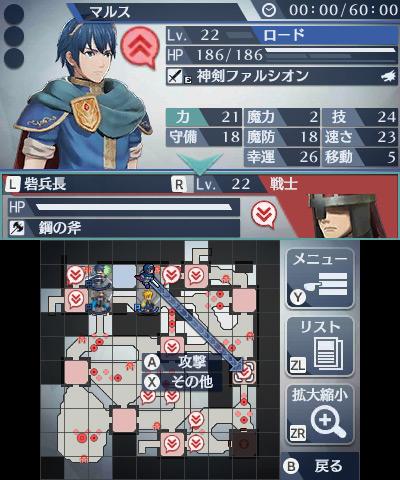 マルス
00:00/60:00
Lv. 22 ロード
HP 186/186
E 神剣ファルシオン
力 21 魔力 2 技 24
守備 18 魔防 18 速さ 23
幸運 26 移動 5
L 砦兵長 R Lv. 22 戦士
HP
鋼の斧
メニュー
Y
リスト
ZL
A 攻撃
X その他
拡大縮小
ZR
B 戻る